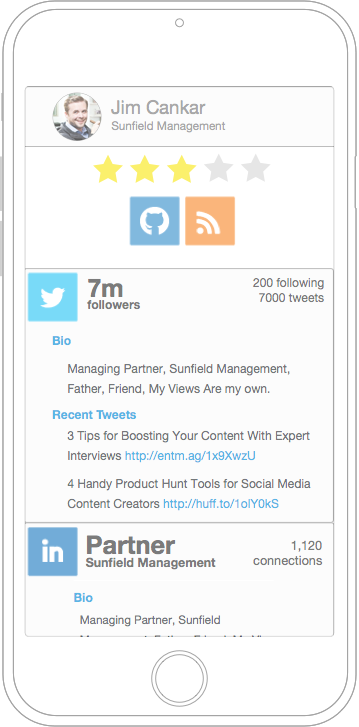 Jim Cankar
Sunfield Management
7m
followers
200 following
7000 tweets
Bio
Managing Partner, Sunfield Management,
Father, Friend, My Views Are my own.
Recent Tweets
3 Tips for Boosting Your Content With Expert
Interviews http://entm.ag/1x9XwzU
4 Handy Product Hunt Tools for Social Media
Content Creators http://huff.to/1olY0kS
in
Partner
Sunfield Management
1,120
connections
Bio
Managing Partner, Sunfield